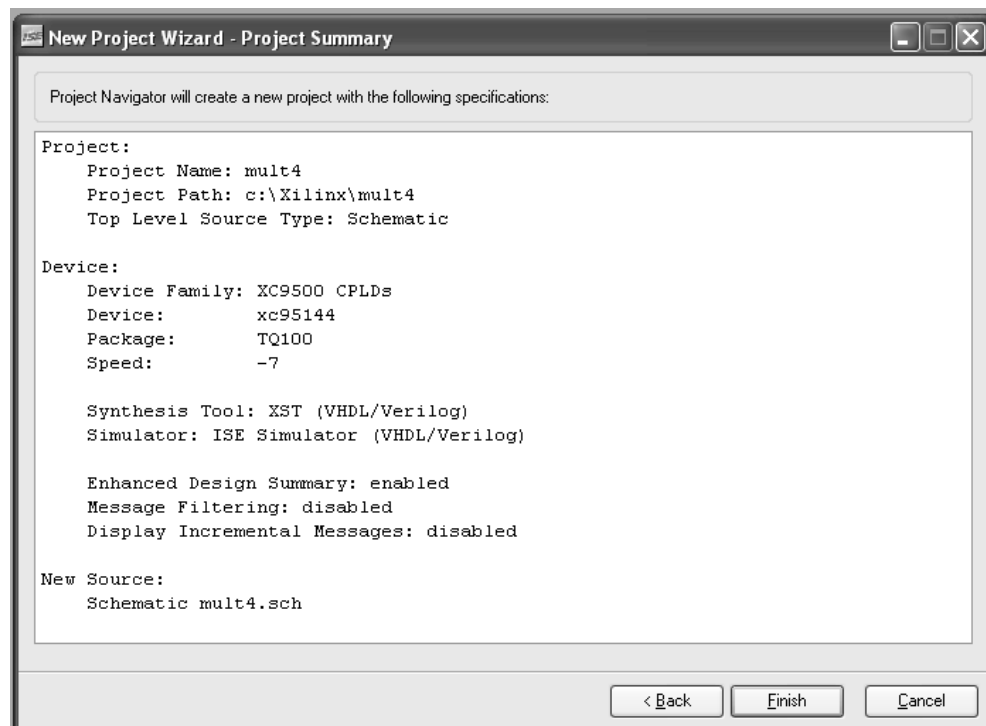 ISE New Project Wizard - Project Summary
Project Navigator will create a new project with the following specifications:
Project:
Project Name: mult4
Project Path: c:\Xilinx\mult4
Top Level Source Type: Schematic
Device:
Device Family: XC9500 CPLDs
Device: xc95144
Package: TQ100
Speed: -7
Synthesis Tool: XST (VHDL/Verilog)
Simulator: ISE Simulator (VHDL/Verilog)
Enhanced Design Summary: enabled
Message Filtering: disabled
Display Incremental Messages: disabled
New Source:
Schematic mult4.sch
< Back Finish Cancel